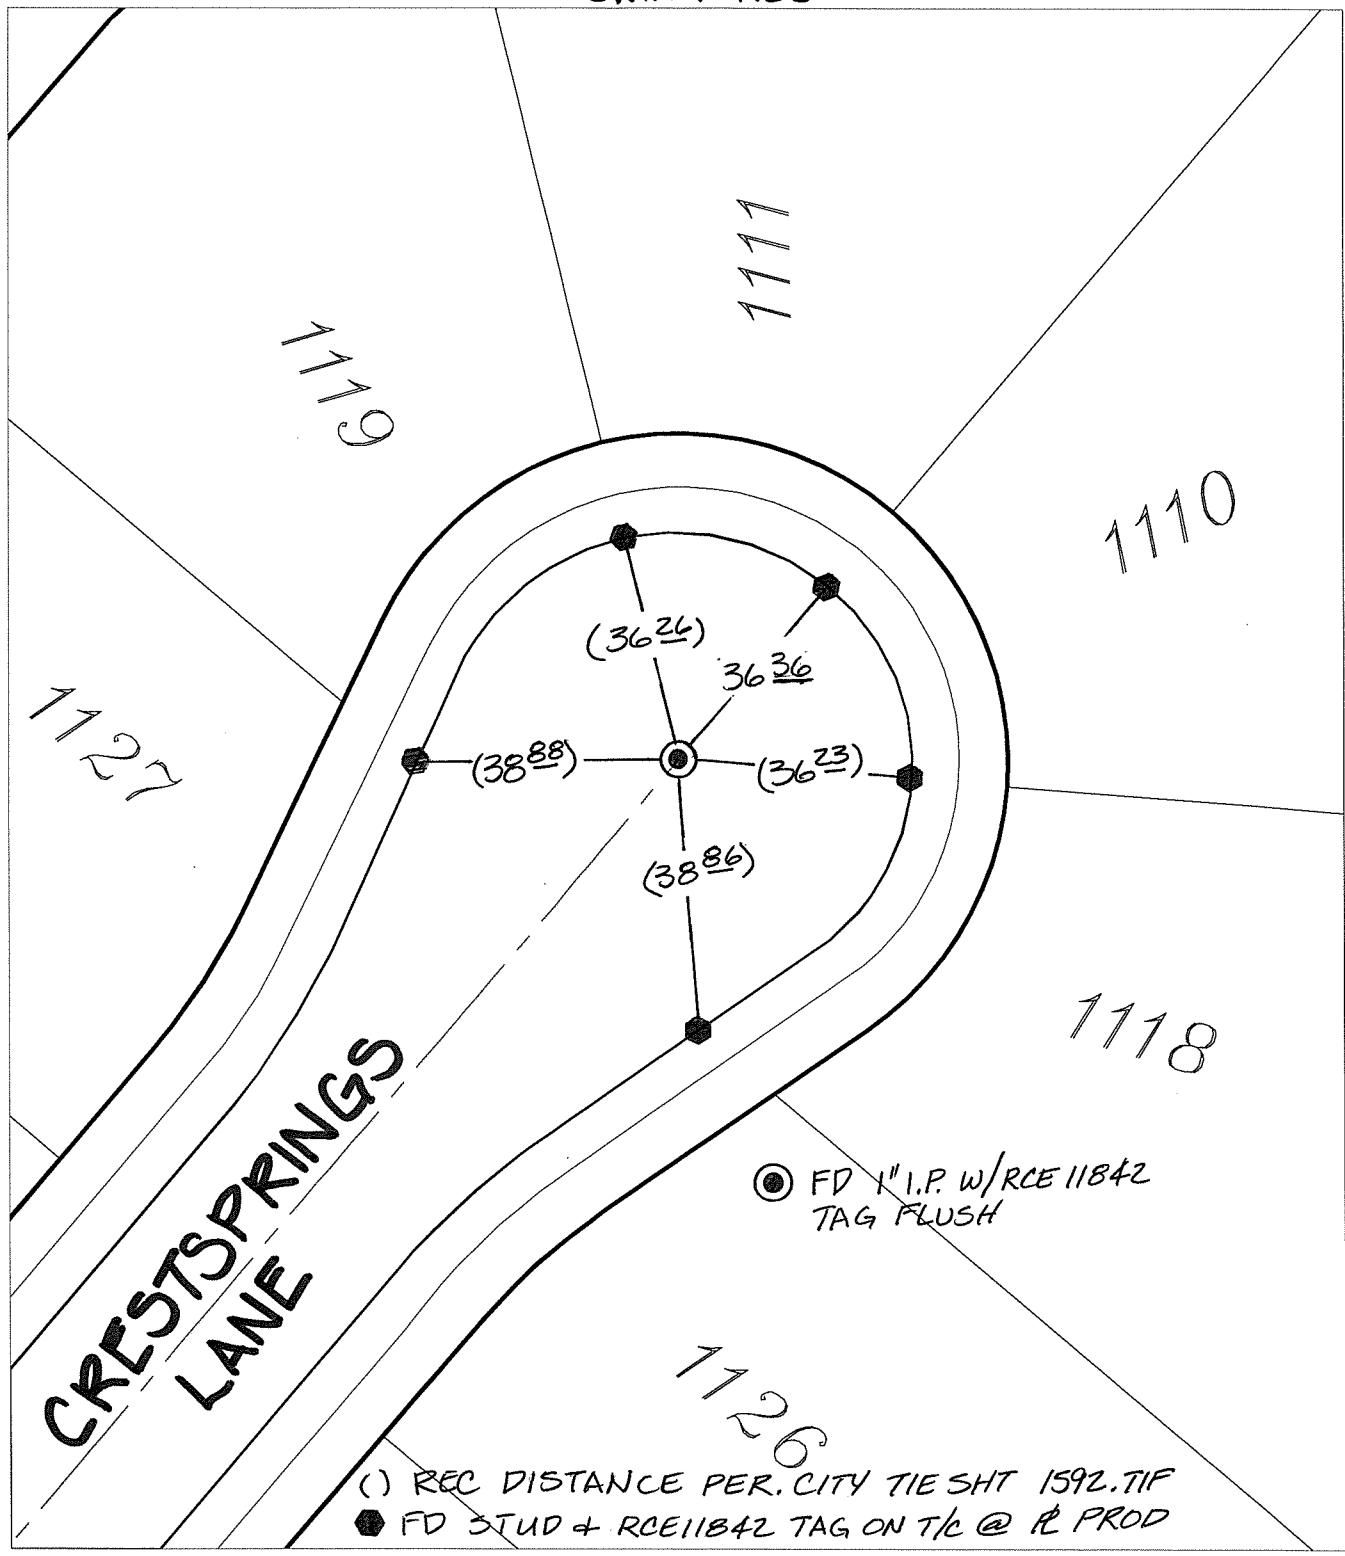 1111
1119
1110
(36 26)
36 36
1127
(38 88)
(36 23)
(38 86)
1118
CRESTSPRINGS
LANE
FD 1" I.P. W/RCE 11842
TAG FLUSH
1126
() REC DISTANCE PER. CITY TIE SHT 1592.TIF
FD STUD & RCE11842 TAG ON T/C @ PL PROD